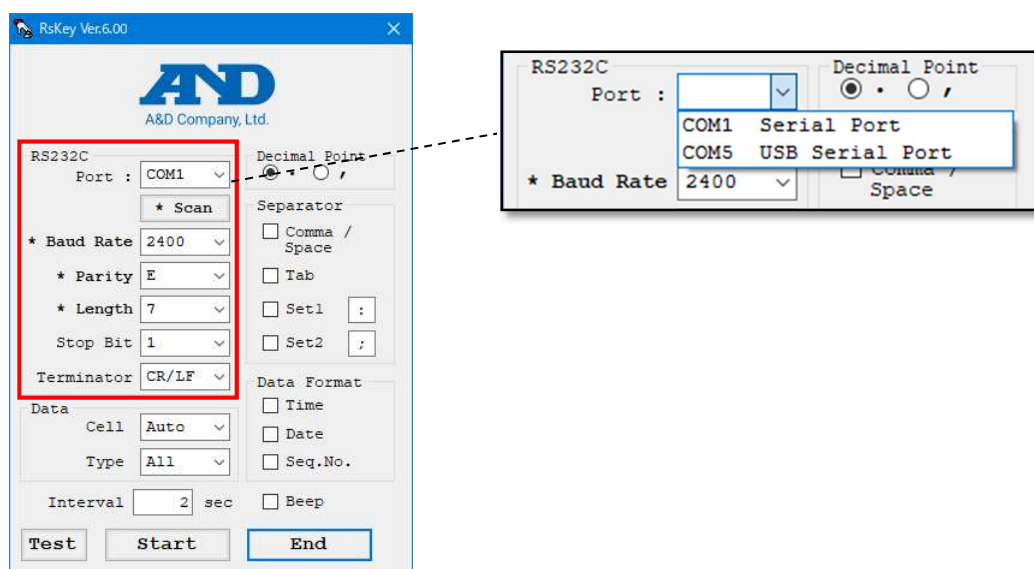 RsKey Ver.6.00
AND
A&D Company, Ltd.
RS232C
Port : COM1
* Scan
* Baud Rate 2400
* Parity E
* Length 7
Stop Bit 1
Terminator CR/LF
Decimal Point
. ,
Separator
Comma /
Space
Tab
Set1 :
Set2 ;
Data Format
Time
Date
Seq.No.
Data
Cell Auto
Type All
Interval 2 sec
Beep
Test Start End
RS232C
Port :
COM1 Serial Port
COM5 USB Serial Port
* Baud Rate 2400
Decimal Point
. ,
Comma /
Space